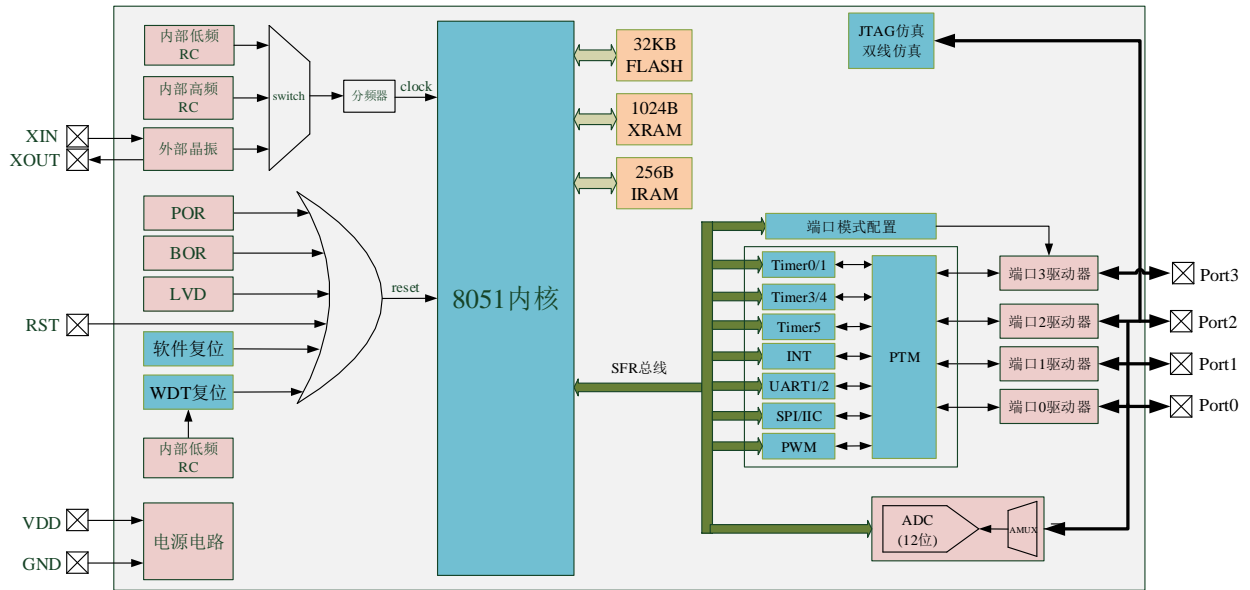 内部低频
RC
内部高频
RC
外部晶振
XIN
XOUT
switch
分频器
clock
POR
BOR
LVD
RST
软件复位
WDT复位
内部低频
RC
reset
VDD
GND
电源电路
8051内核
32KB
FLASH
1024B
XRAM
256B
IRAM
JTAG仿真
双线仿真
SFR总线
端口模式配置
Timer0/1
Timer3/4
Timer5
INT
UART1/2
SPI/IIC
PWM
PTM
端口3驱动器
端口2驱动器
端口1驱动器
端口0驱动器
Port3
Port2
Port1
Port0
ADC
(12位)
AMUX